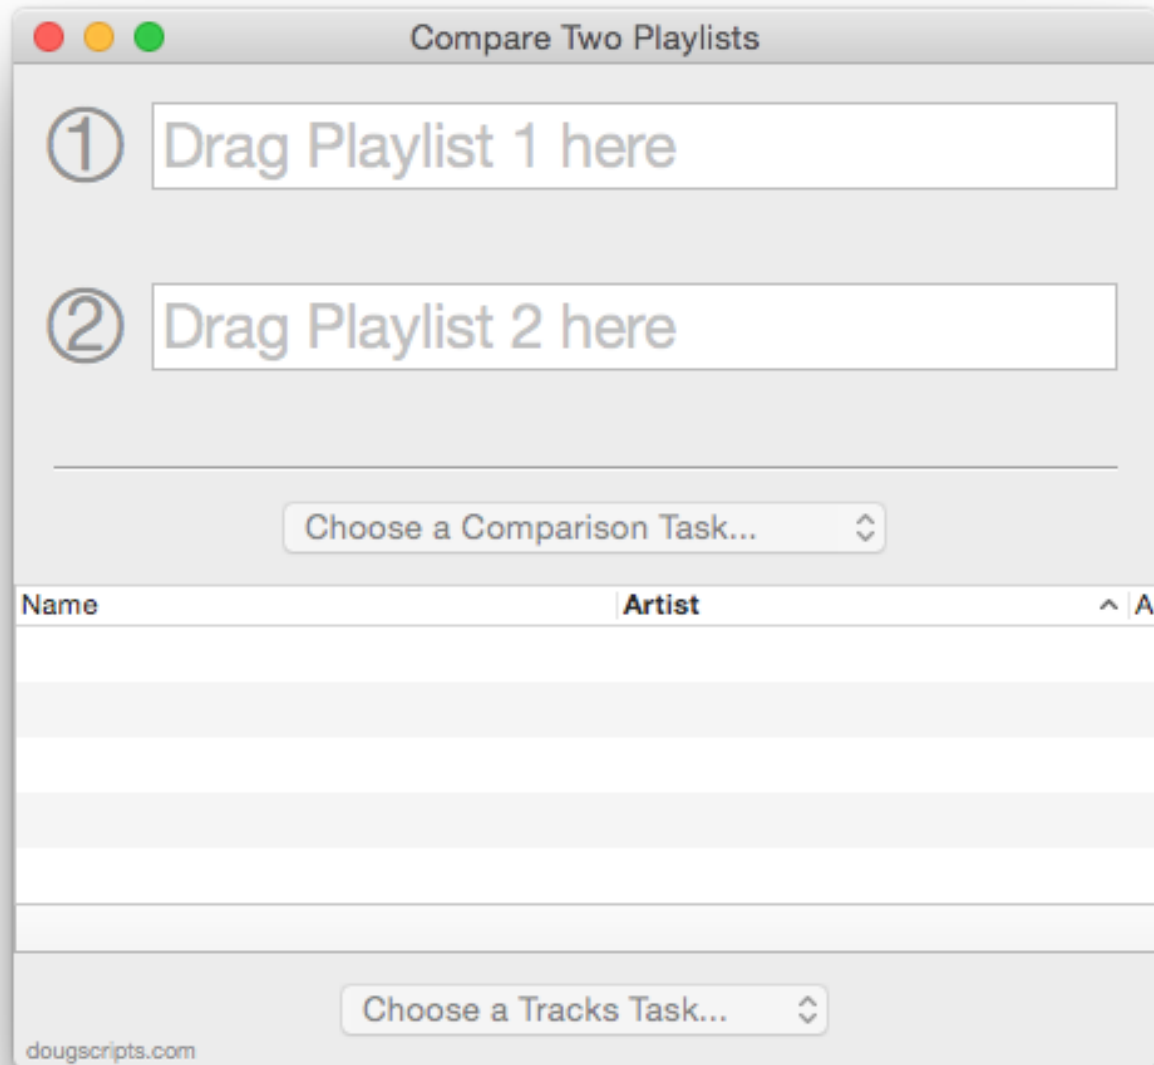 Compare Two Playlists
① Drag Playlist 1 here
② Drag Playlist 2 here
Choose a Comparison Task...
Name Artist A
Choose a Tracks Task...
dougscripts.com